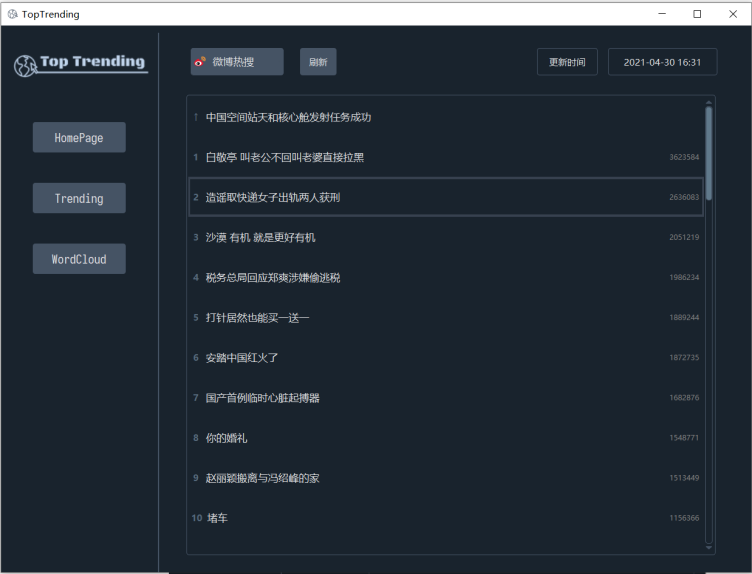 TopTrending
Top Trending
HomePage
Trending
WordCloud
微博热搜
刷新
更新时间
2021-04-30 16:31
↑ 中国空间站天和核心舱发射任务成功
1 白敬亭 叫老公不回叫老婆直接拉黑 3623584
2 造谣取快递女子出轨两人获刑 2636083
3 沙漠 有机 就是更好有机 2051219
4 税务总局回应郑爽涉嫌偷逃税 1986234
5 打针居然也能买一送一 1889244
6 安踏中国红火了 1872735
7 国产首例临时心脏起搏器 1682876
8 你的婚礼 1548771
9 赵丽颖搬离与冯绍峰的家 1513449
10 堵车 1156366